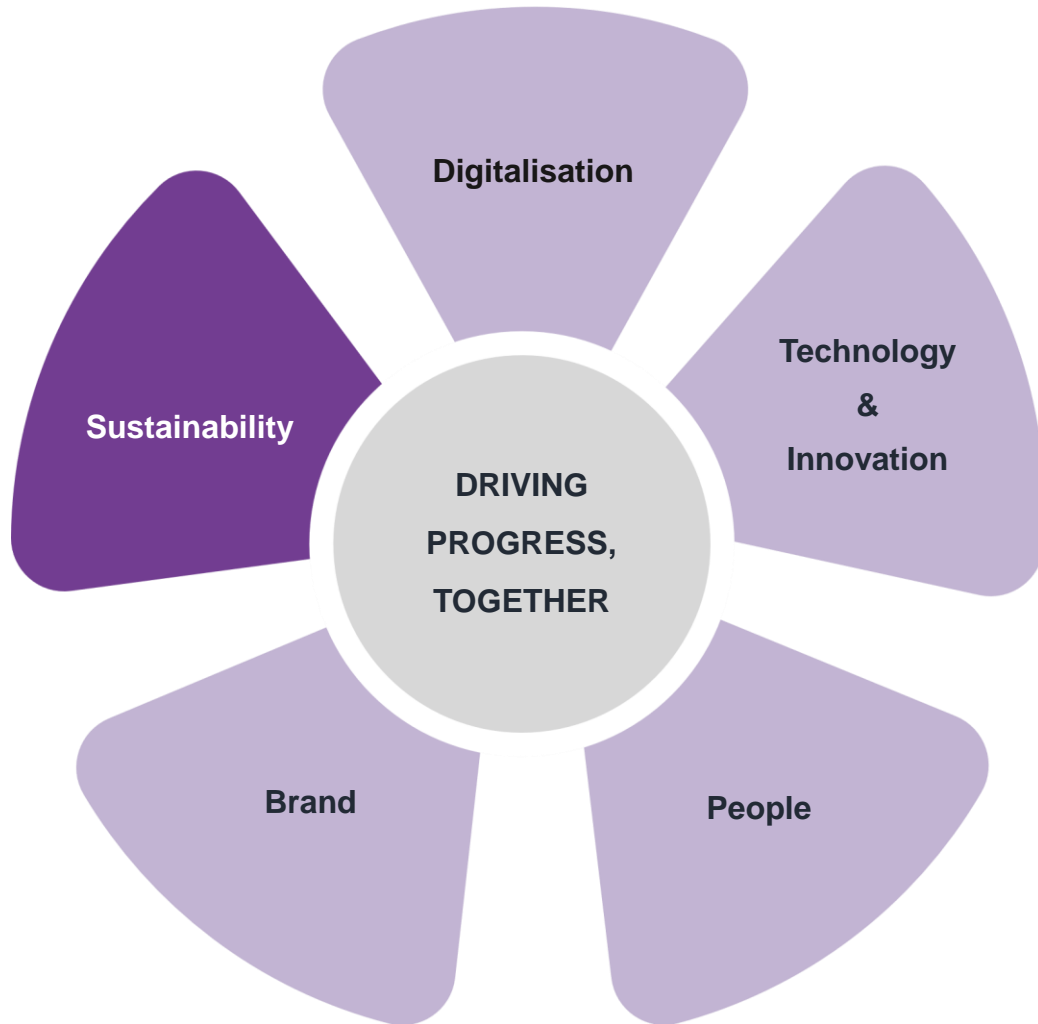 Digitalisation
Technology
&
Innovation
Sustainability
DRIVING
PROGRESS,
TOGETHER
Brand
People